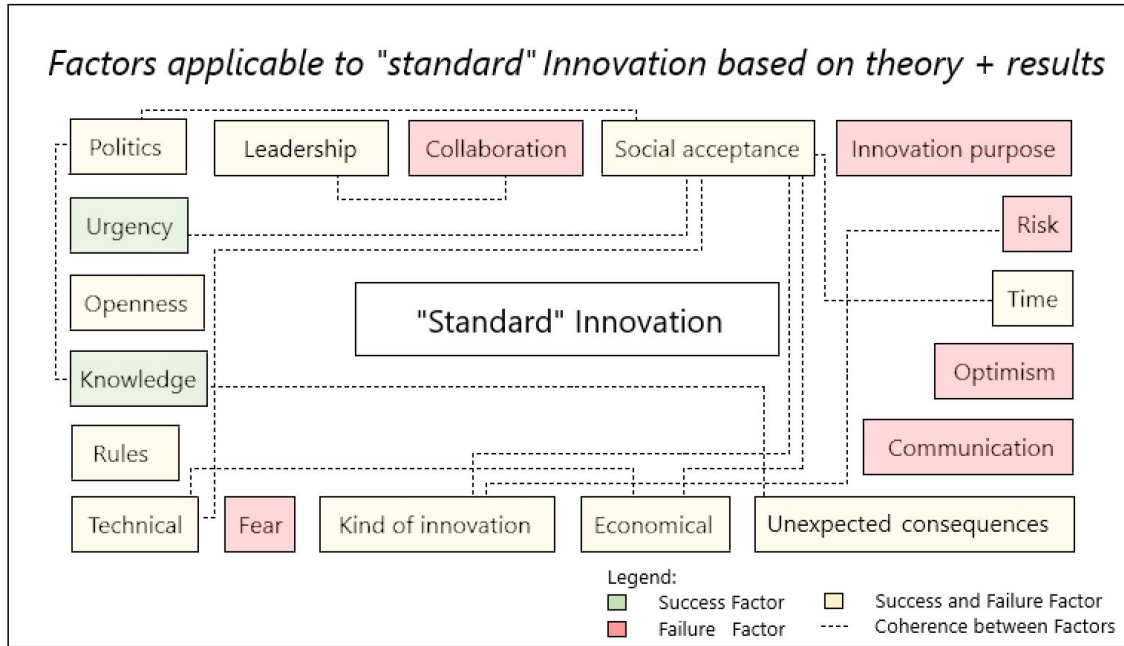 Factors applicable to "standard" Innovation based on theory + results
Politics
Leadership
Collaboration
Social acceptance
Innovation purpose
Urgency
Risk
Openness
Time
"Standard" Innovation
Knowledge
Optimism
Rules
Communication
Technical
Fear
Kind of innovation
Economical
Unexpected consequences
Legend:
Success Factor
Success and Failure Factor
Failure Factor
Coherence between Factors